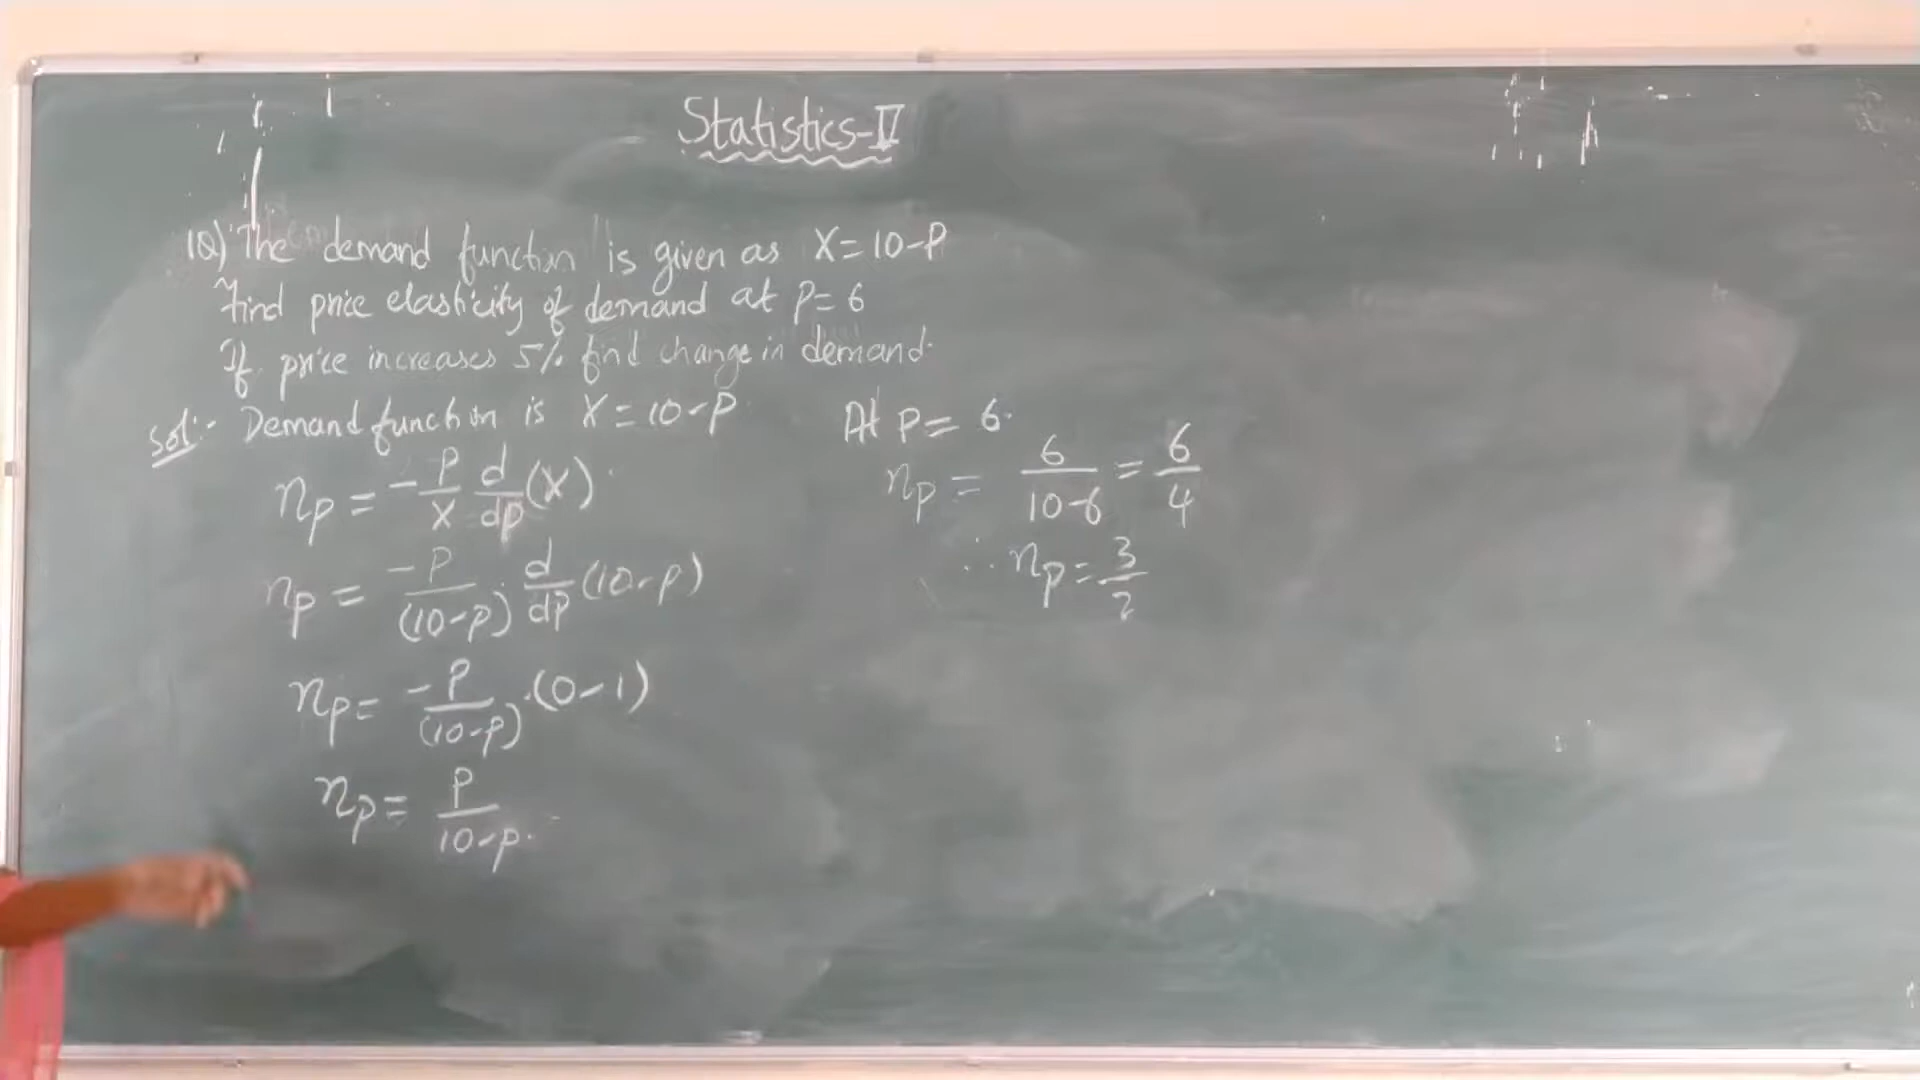 Statistics-IV
1Q) The demand function is given as X = 10-P
Find price elasticity of demand at P = 6
If price increases 5% find change in demand.
Sol:- Demand function is X = 10-P
np = -P/X d/dp (X)
np = -P/(10-P) . d/dp (10-P)
np = -P/(10-P) . (0-1)
np = P/10-P.
At P = 6.
np = 6/10-6 = 6/4
∴ np = 3/2